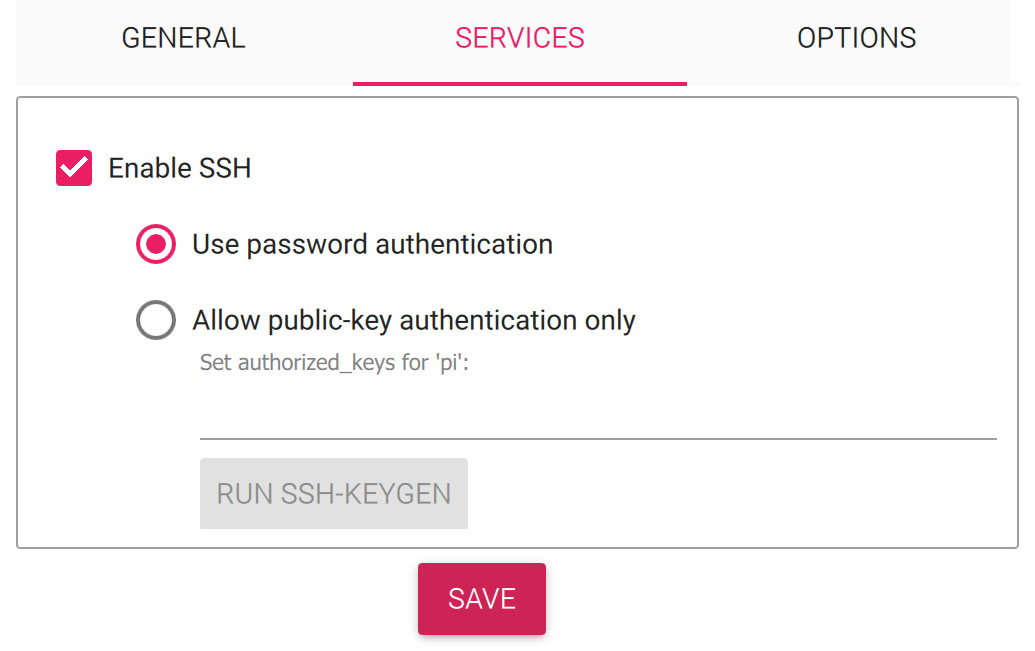 GENERAL SERVICES OPTIONS
Enable SSH
Use password authentication
Allow public-key authentication only
Set authorized_keys for 'pi':
RUN SSH-KEYGEN
SAVE